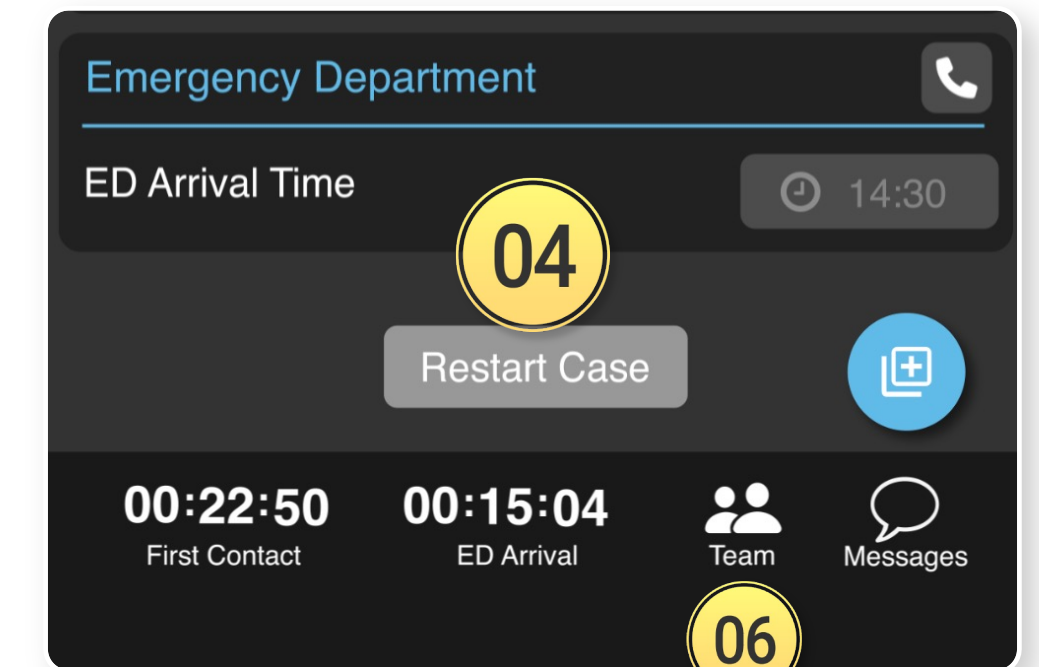 Emergency Department
ED Arrival Time
14:30
04
Restart Case
00:22:50
First Contact
00:15:04
ED Arrival
Team
Messages
06